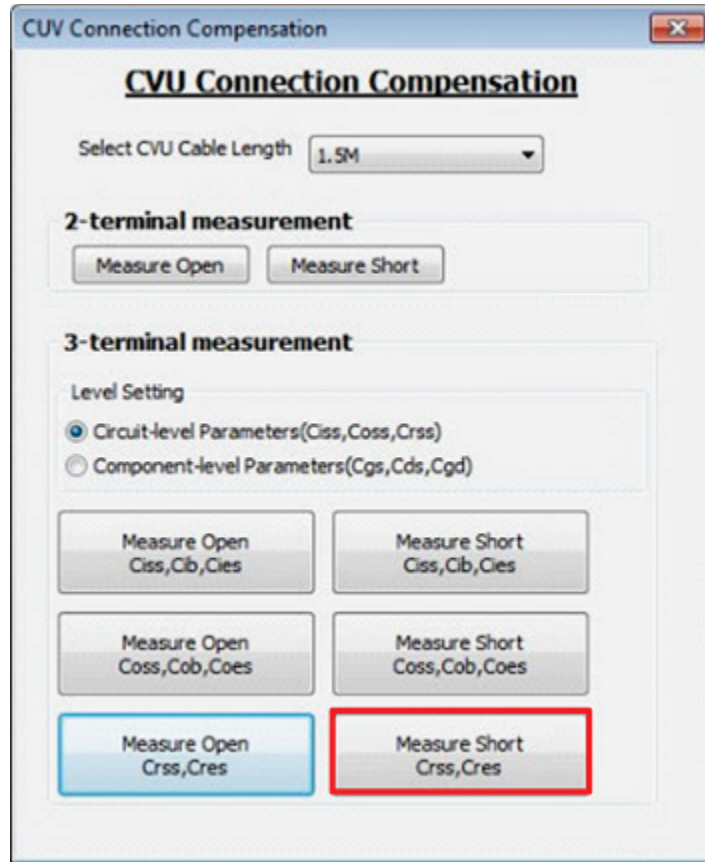 CUV Connection Compensation
CVU Connection Compensation
Select CVU Cable Length 1.5M
2-terminal measurement
Measure Open Measure Short
3-terminal measurement
Level Setting
Circuit-level Parameters(Ciss,Coss,Crss)
Component-level Parameters(Cgs,Cds,Cgd)
Measure Open
Ciss,Cib,Cies
Measure Short
Ciss,Cib,Cies
Measure Open
Coss,Cob,Coes
Measure Short
Coss,Cob,Coes
Measure Open
Crss,Cres
Measure Short
Crss,Cres